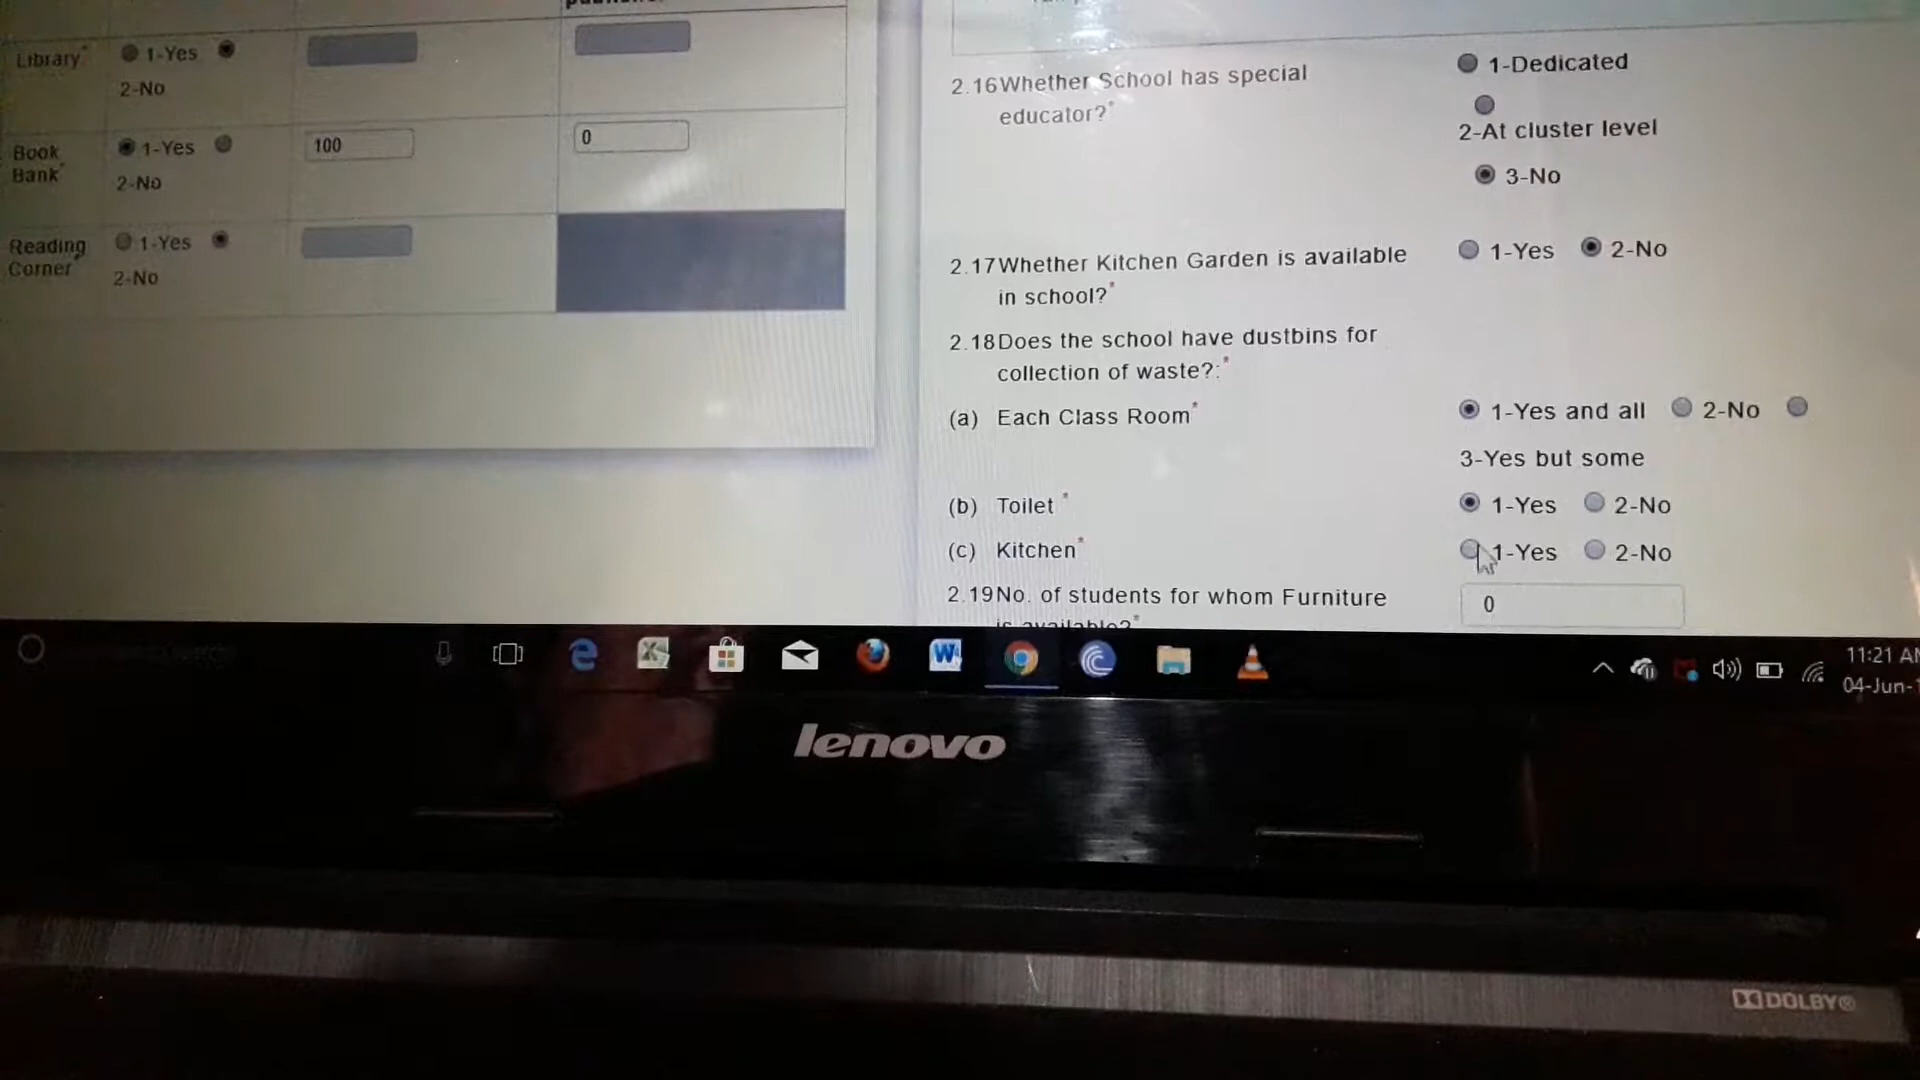 Library*
1-Yes
2-No
Book
Bank*
1-Yes
2-No
100
0
Reading
Corner*
1-Yes
2-No
2.16 Whether School has special
educator?*
1-Dedicated
2-At cluster level
3-No
2.17 Whether Kitchen Garden is available
in school?*
1-Yes 2-No
2.18 Does the school have dustbins for
collection of waste?:*
(a) Each Class Room*
1-Yes and all 2-No
3-Yes but some
(b) Toilet *
1-Yes 2-No
(c) Kitchen*
1-Yes 2-No
2.19 No. of students for whom Furniture
is available?*
0
11:21 AM
04-Jun-
lenovo
DOLBY®